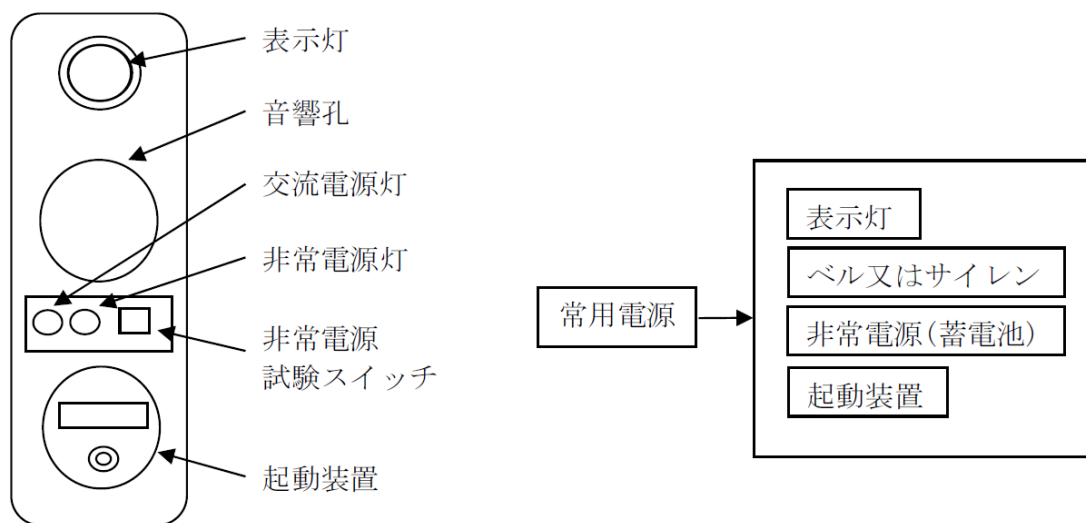 表示灯
音響孔
交流電源灯
非常電源灯
非常電源
試験スイッチ
起動装置
常用電源
表示灯
ベル又はサイレン
非常電源(蓄電池)
起動装置